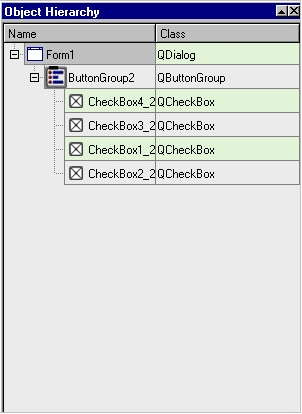 Object Hierarchy
Name Class
Form1 QDialog
ButtonGroup2 QButtonGroup
CheckBox4_2 QCheckBox
CheckBox3_2 QCheckBox
CheckBox1_2 QCheckBox
CheckBox2_2 QCheckBox